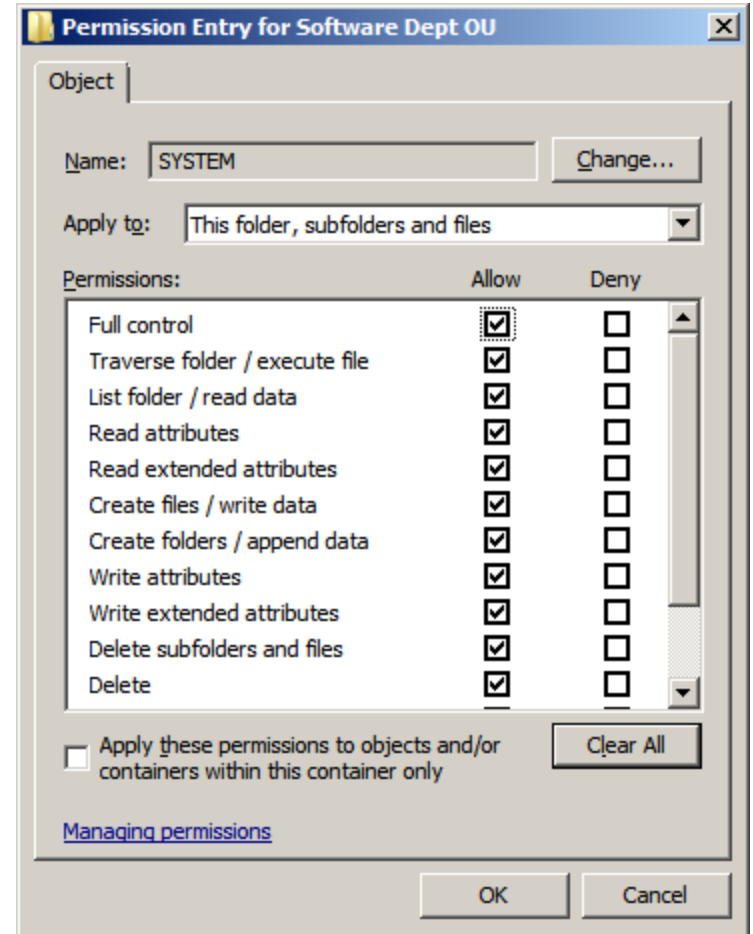 Permission Entry for Software Dept OU
Object
Name: SYSTEM Change...
Apply to: This folder, subfolders and files
Permissions: Allow Deny
Full control
Traverse folder / execute file
List folder / read data
Read attributes
Read extended attributes
Create files / write data
Create folders / append data
Write attributes
Write extended attributes
Delete subfolders and files
Delete
Apply these permissions to objects and/or
containers within this container only
Clear All
Managing permissions
OK Cancel